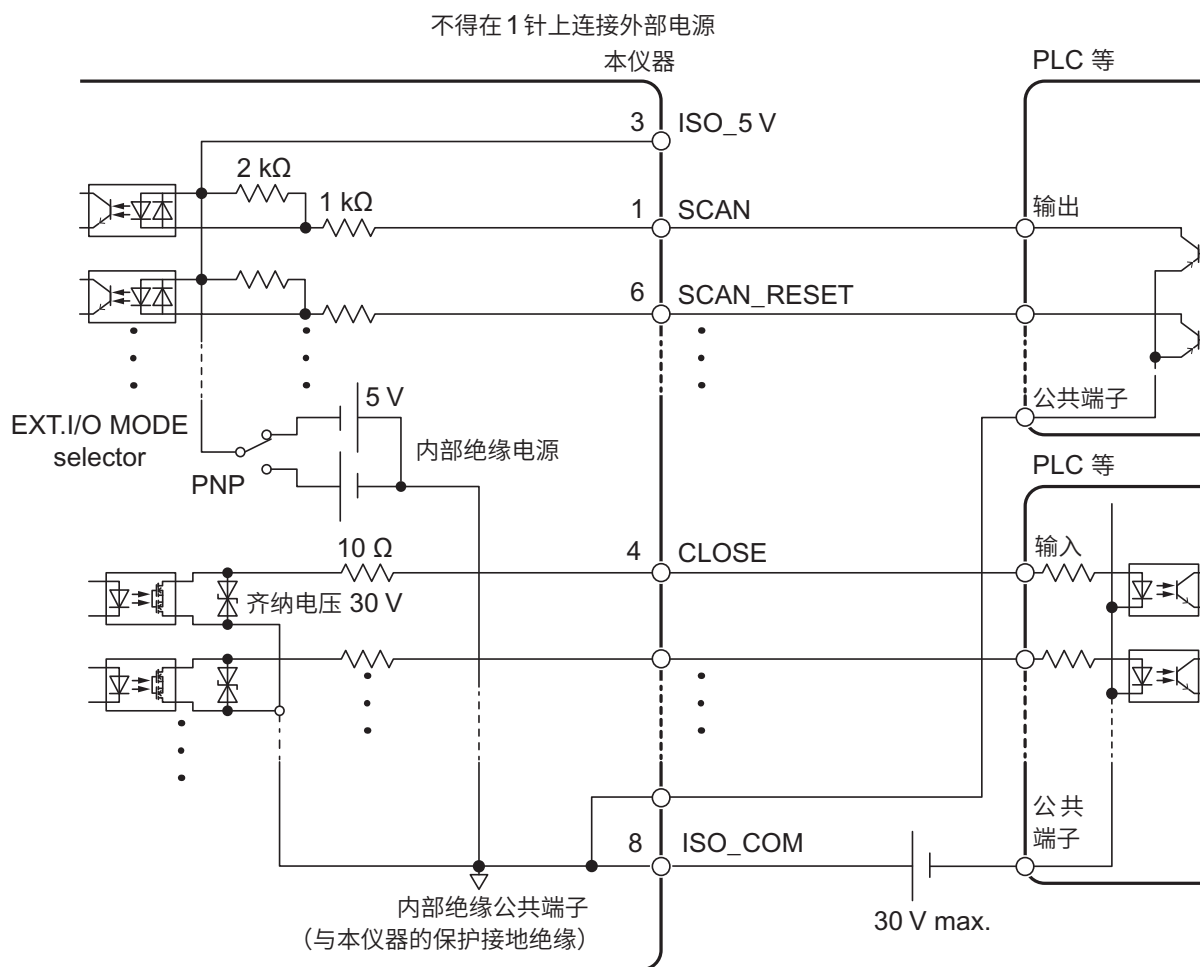 不得在1针上连接外部电源
本仪器
PLC 等
3
ISO_5 V
2 kΩ
1 kΩ
1
SCAN
输出
6
SCAN_RESET
5 V
公共端子
EXT.I/O MODE
selector
内部绝缘电源
PNP
PLC 等
10 Ω
4
CLOSE
输入
齐纳电压 30 V
公共
端子
8
ISO_COM
内部绝缘公共端子
（与本仪器的保护接地绝缘）
30 V max.